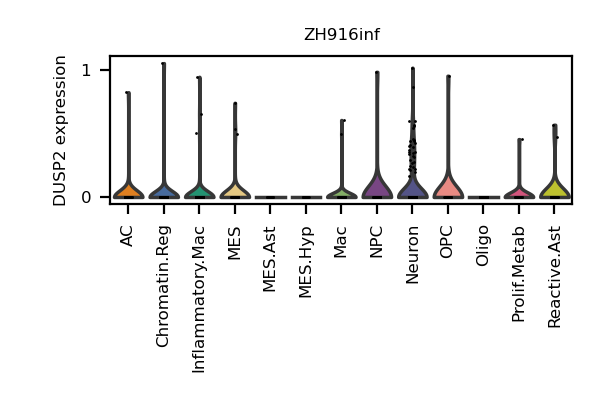 ZH916inf
DUSP2 expression
1
0
AC
Chromatin.Reg
Inflammatory.Mac
MES
MES.Ast
MES.Hyp
Mac
NPC
Neuron
OPC
Oligo
Prolif.Metab
Reactive.Ast